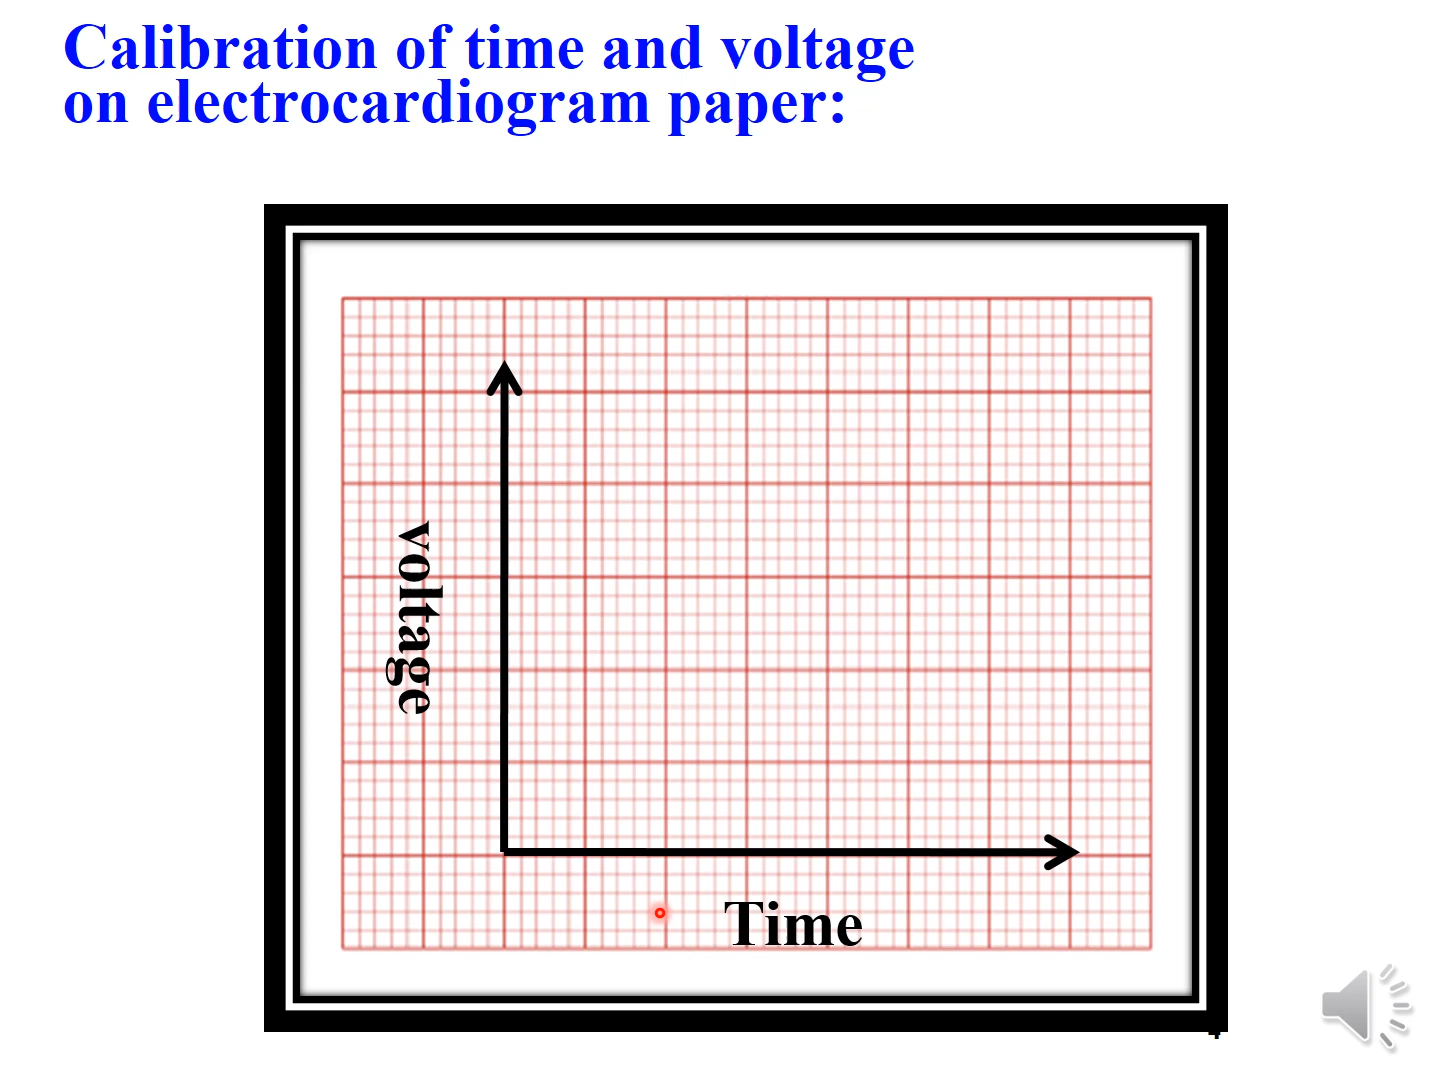 Calibration of time and voltage
on electrocardiogram paper:
voltage
Time